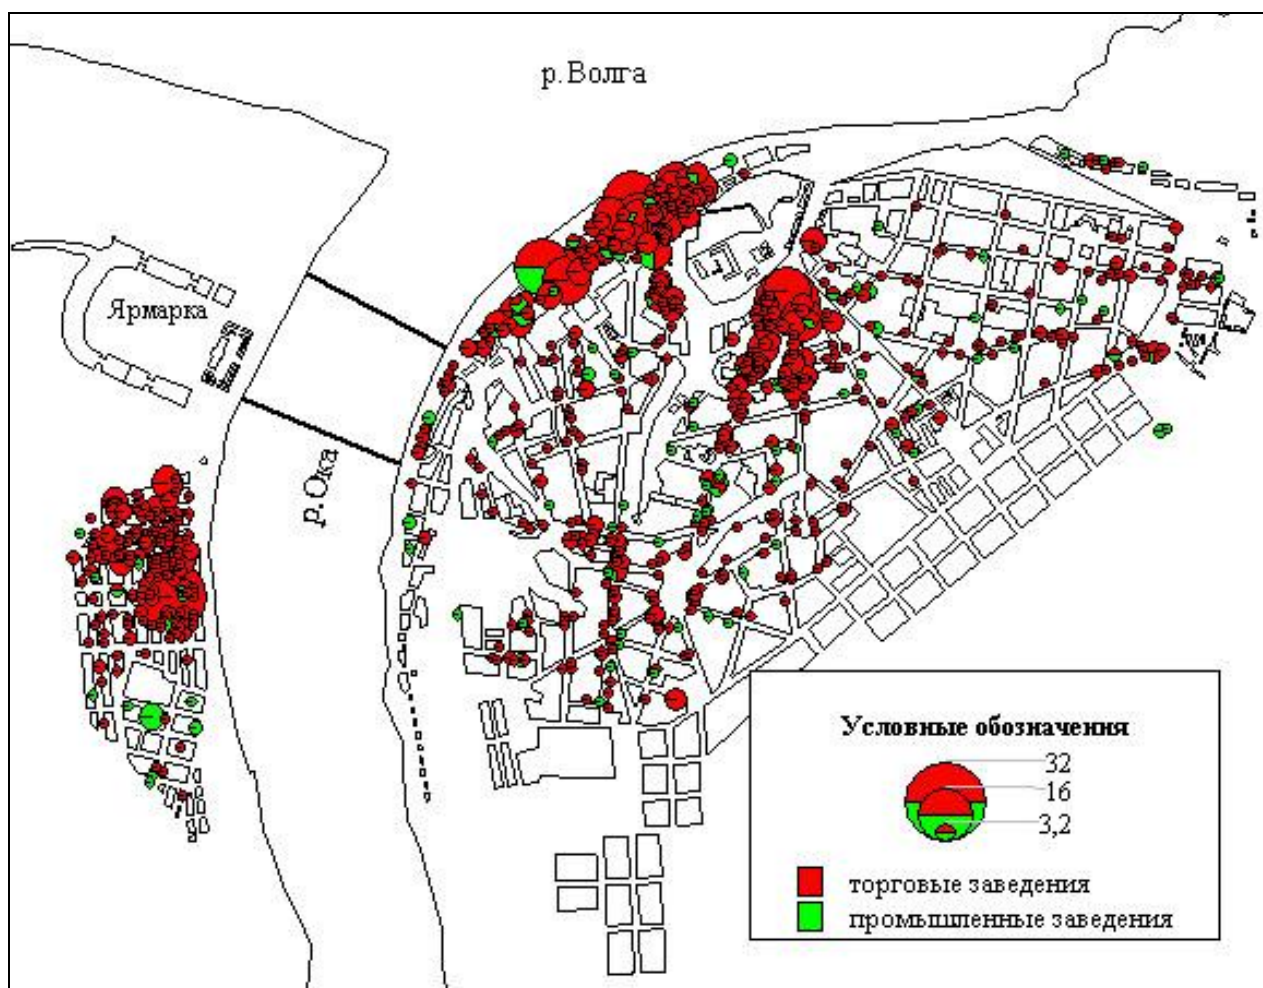 р. Волга
Ярмарка
р. Ока
Условные обозначения
32
16
3,2
торговые заведения
промышленные заведения